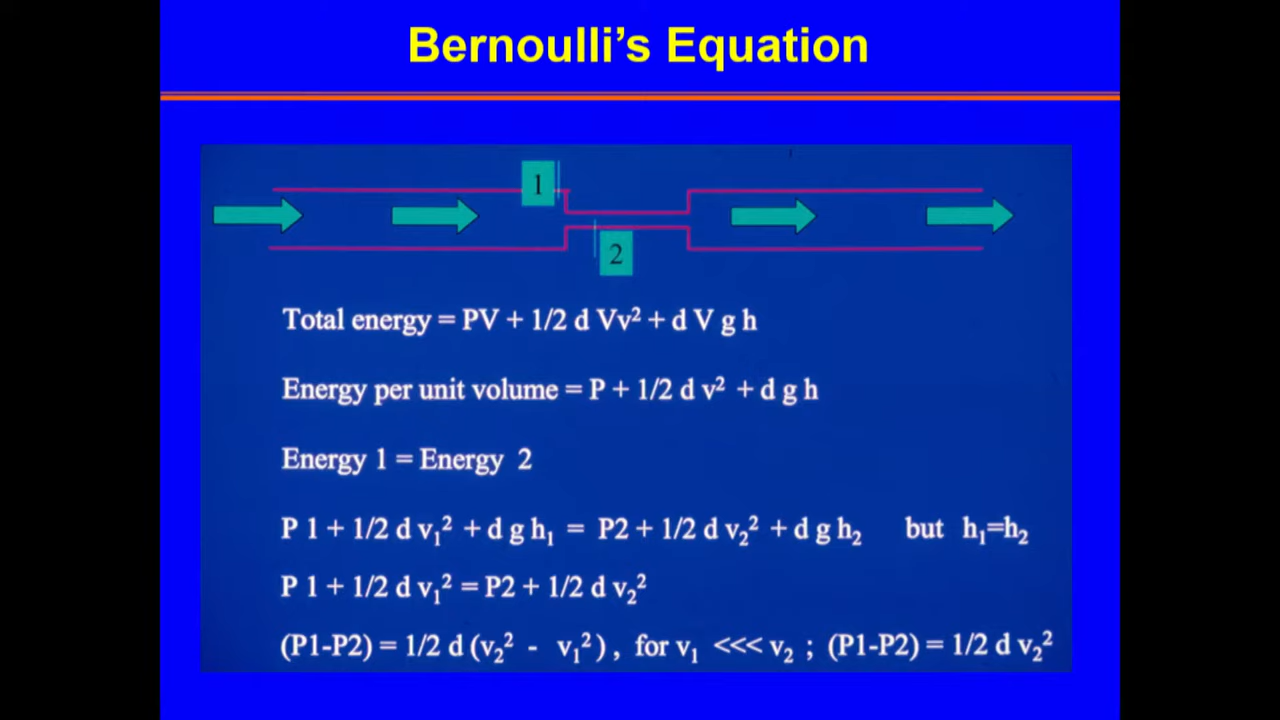 Bernoulli’s Equation
1
2
Total energy = PV + 1/2 d Vv² + d V g h
Energy per unit volume = P + 1/2 d v² + d g h
Energy 1 = Energy 2
P 1 + 1/2 d v₁² + d g h₁ = P2 + 1/2 d v₂² + d g h₂ but h₁=h₂
P 1 + 1/2 d v₁² = P2 + 1/2 d v₂²
(P1-P2) = 1/2 d (v₂² - v₁²) , for v₁ <<< v₂ ; (P1-P2) = 1/2 d v₂²